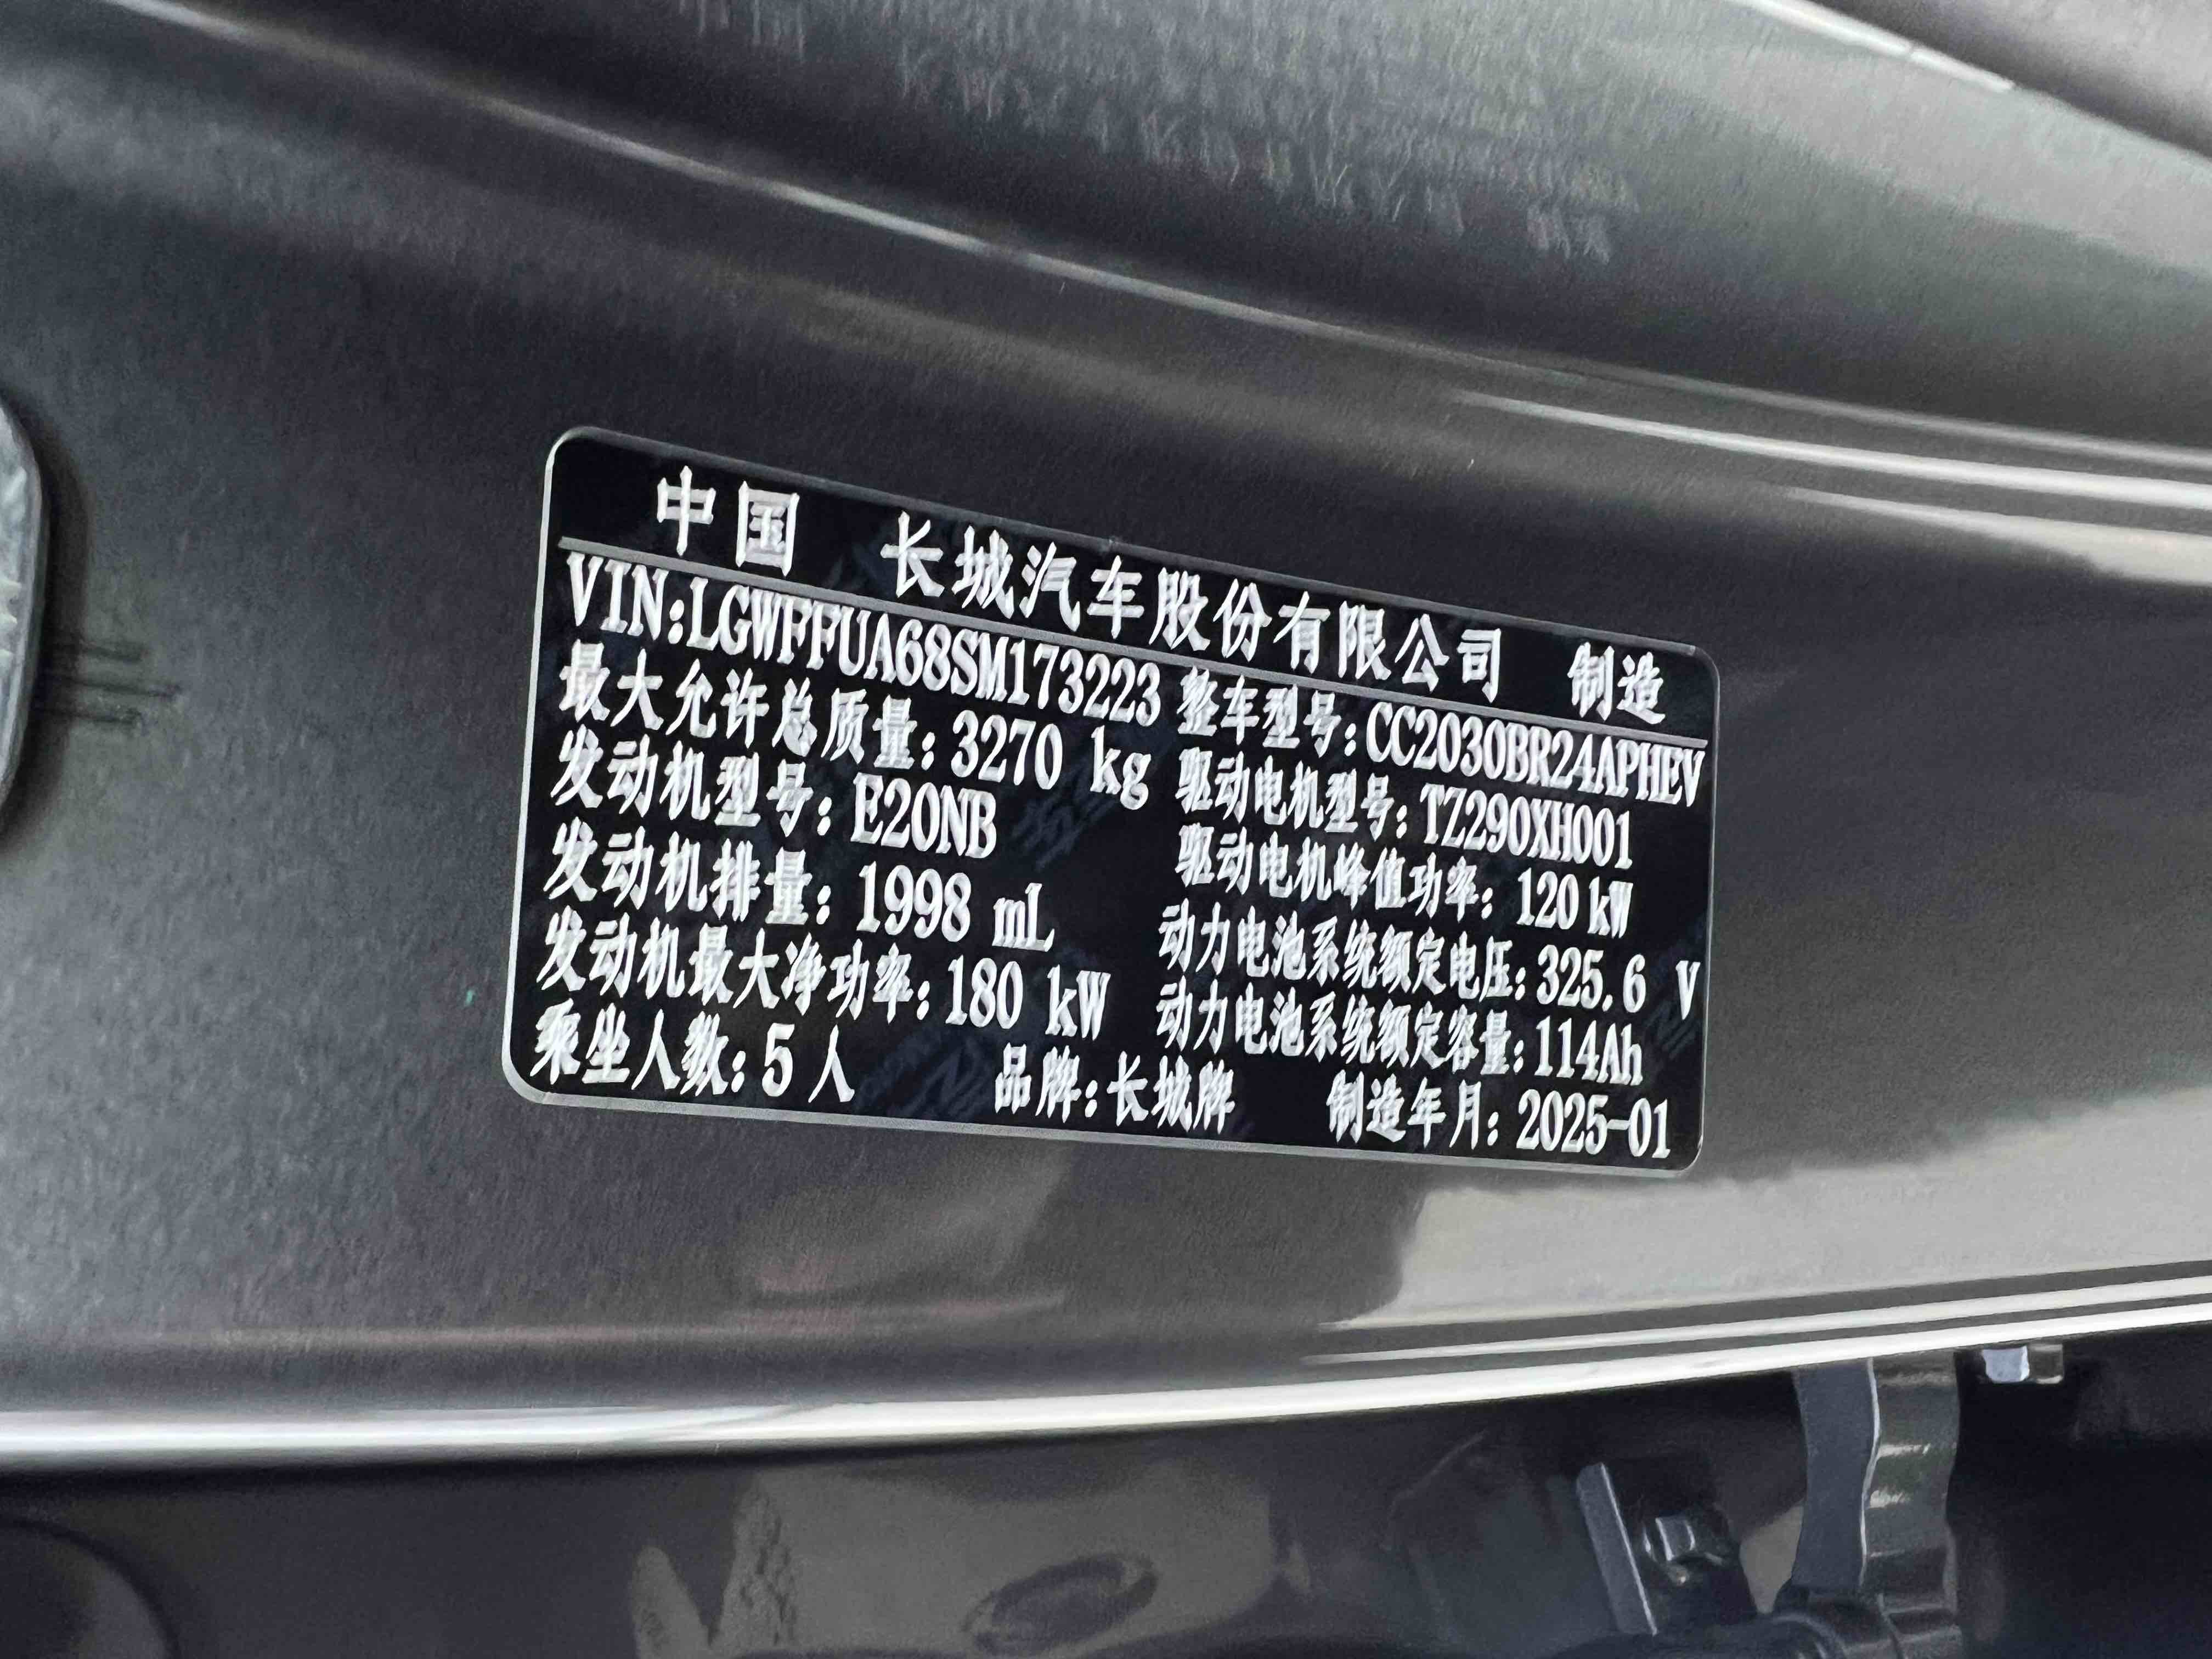 中国 长城汽车股份有限公司 制造
VIN:LGWFFUA68SM173223 整车型号:CC2030BR24APHEV
最大允许总质量:3270 kg 驱动电机型号:TZ290XH001
发动机型号:E20NB 驱动电机峰值功率:120 kW
发动机排量:1998 mL 动力电池系统额定电压:325.6 V
发动机最大净功率:180 kW 动力电池系统额定容量:114Ah
乘坐人数:5 人 品牌:长城牌 制造年月:2025-01